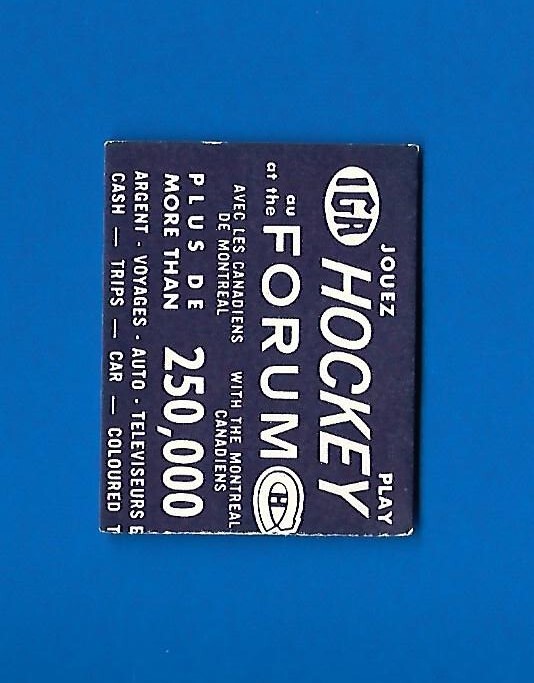 JOUEZ PLAY
IGA HOCKEY
au
at the FORUM CH
AVEC LES CANADIENS WITH THE MONTREAL
DE MONTREAL CANADIENS
PLUS DE
MORE THAN 250,000
ARGENT - VOYAGES - AUTO - TELEVISEURS E
CASH — TRIPS — CAR — COLOURED T